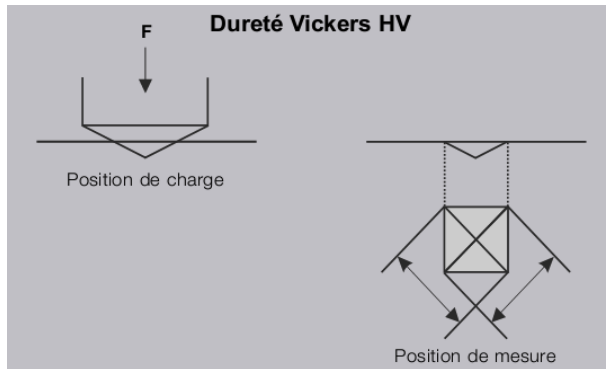 Dureté Vickers HV
F
Position de charge
Position de mesure